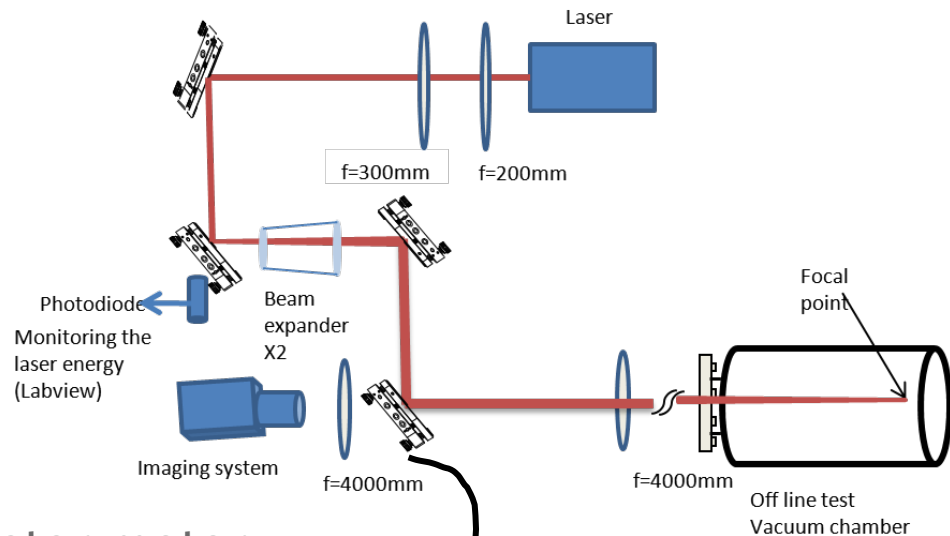 Laser
f=300mm
f=200mm
Focal
point
Photodiode
Monitoring the
laser energy
(Labview)
Beam
expander
X2
Imaging system
f=4000mm
f=4000mm
Off line test
Vacuum chamber